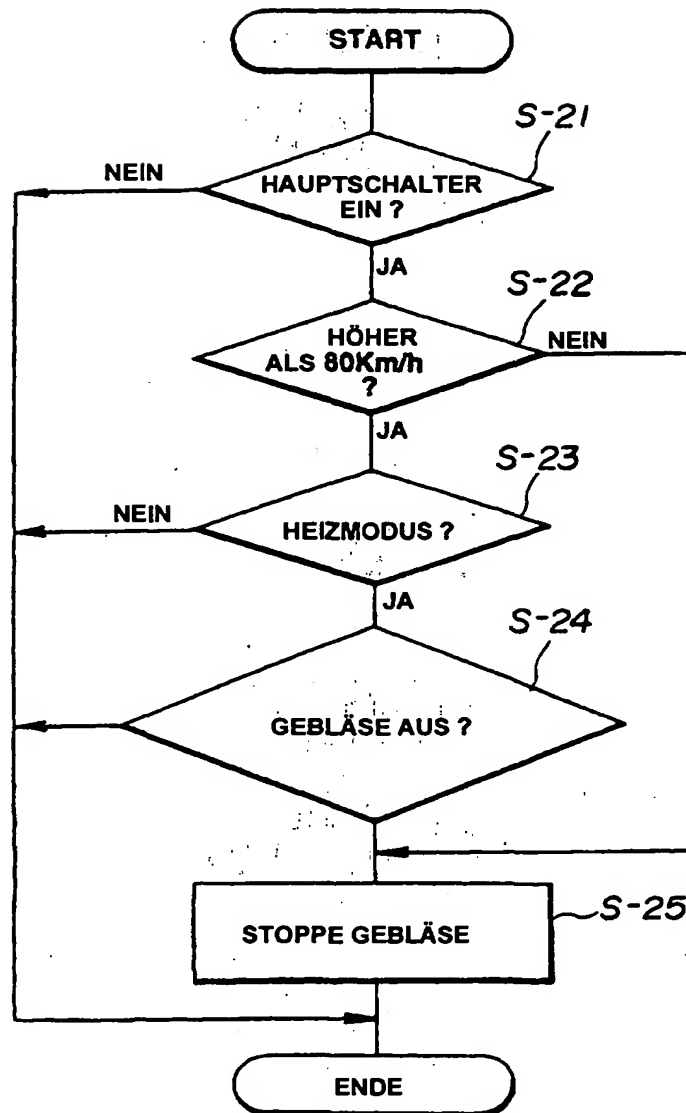 START
S-21
NEIN
HAUPTSCHALTER
EIN ?
JA
S-22
HÖHER
ALS 80Km/h
?
NEIN
JA
S-23
NEIN
HEIZMODUS ?
JA
S-24
GEBLÄSE AUS ?
STOPPE GEBLÄSE
S-25
ENDE